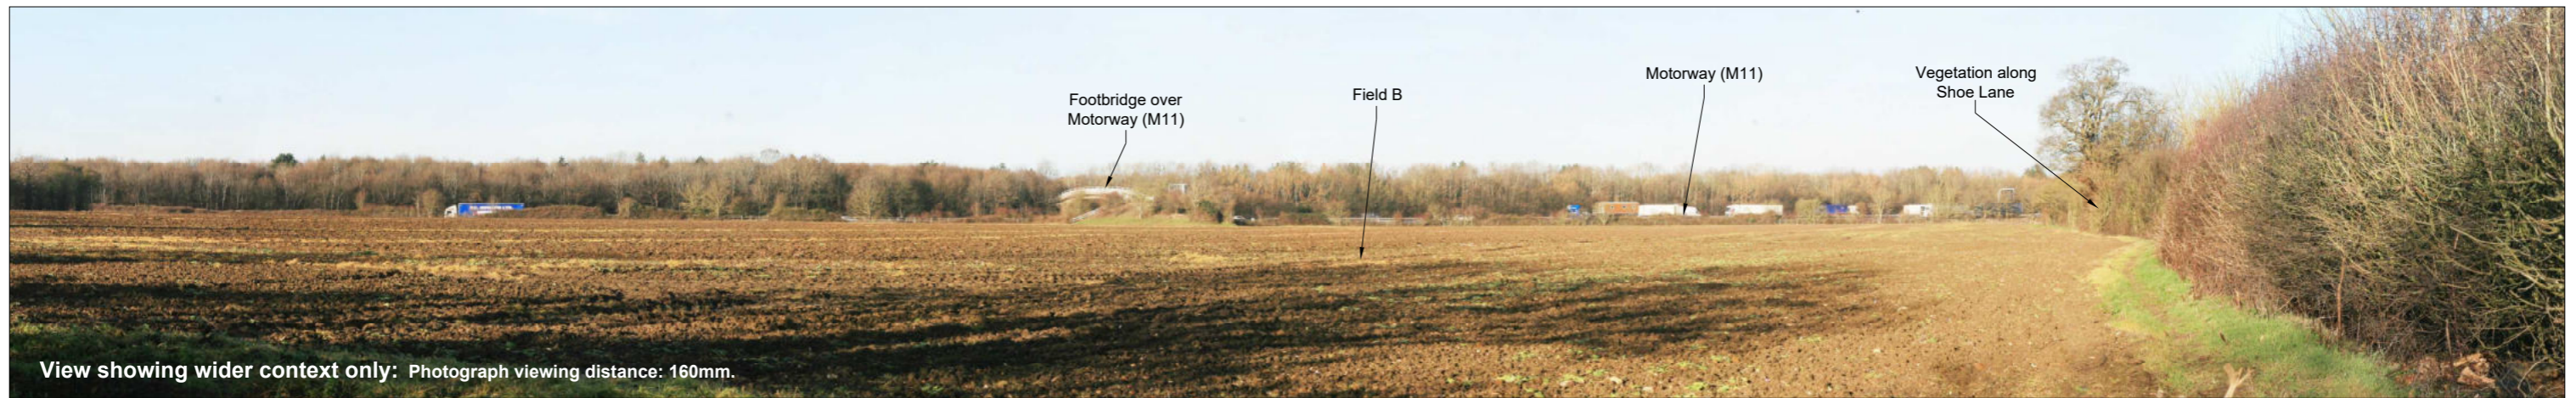 Footbridge over
Motorway (M11)
Field B
Motorway (M11)
Vegetation along
Shoe Lane
View showing wider context only: Photograph viewing distance: 160mm.